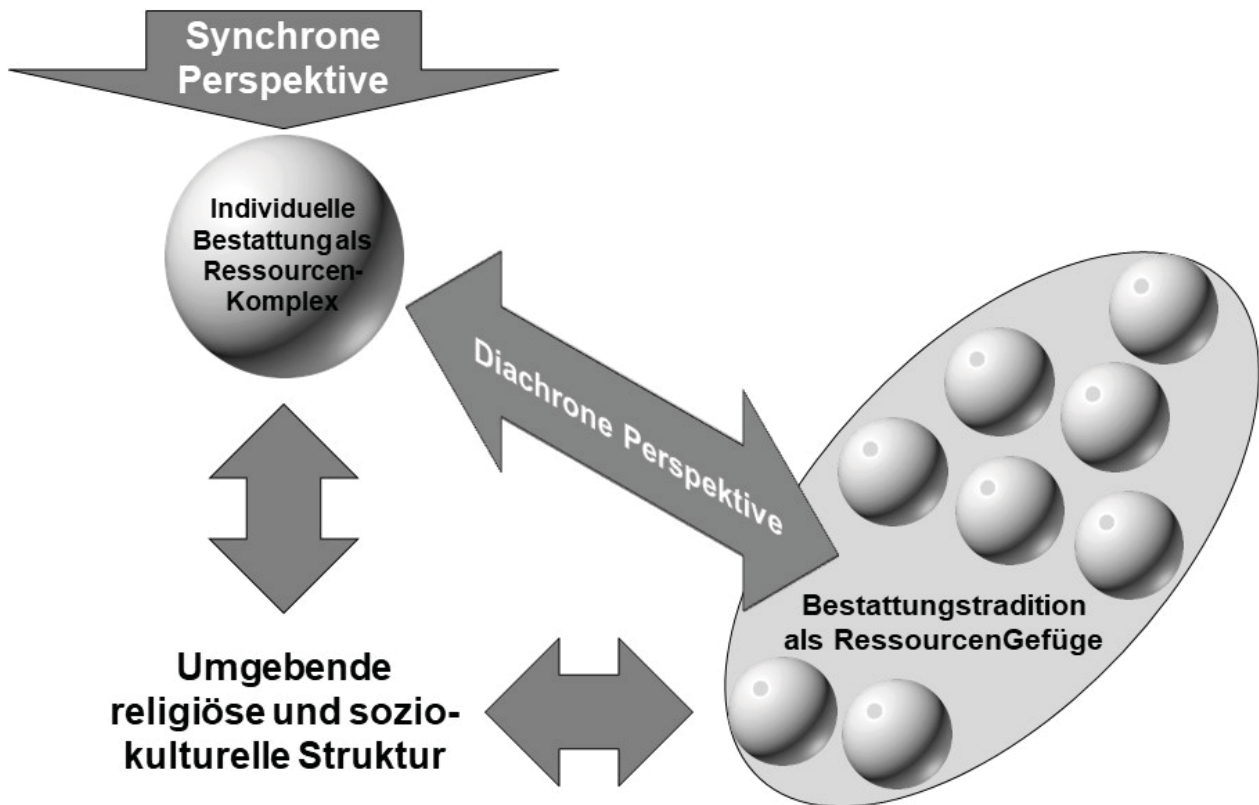 Synchrone
Perspektive
Individuelle
Bestattung als
Ressourcen-
Komplex
Diachrone Perspektive
Bestattungstradition
als RessourcenGefüge
Umgebende
religiöse und sozio-
kulturelle Struktur